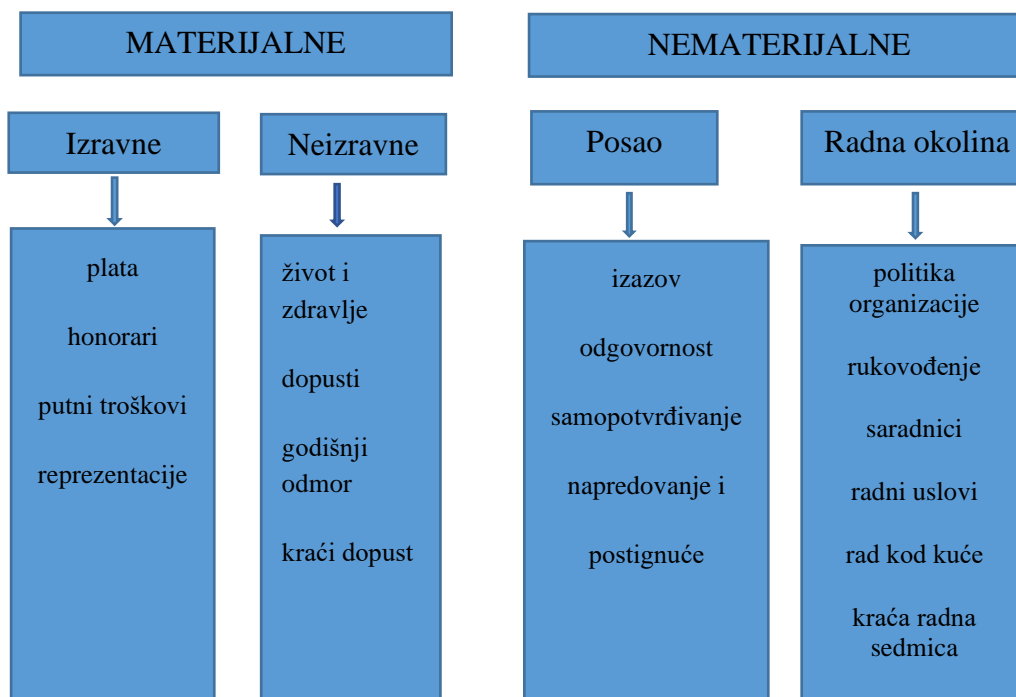 MATERIJALNE
NEMATERIJALNE
Izravne
Neizravne
Posao
Radna okolina
plata
honorari
putni troškovi
reprezentacije
život i
zdravlje
dopusti
godišnji
odmor
kraći dopust
izazov
odgovornost
samopotvrđivanje
napredovanje i
postignuće
politika
organizacije
rukovođenje
saradnici
radni uslovi
rad kod kuće
kraća radna
sedmica